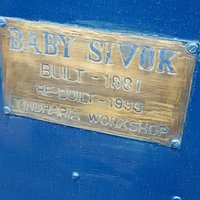 BABY SIVOK
BUILT - 1881
RE-BUILT - 1999
TINDHARIA WORKSHOP